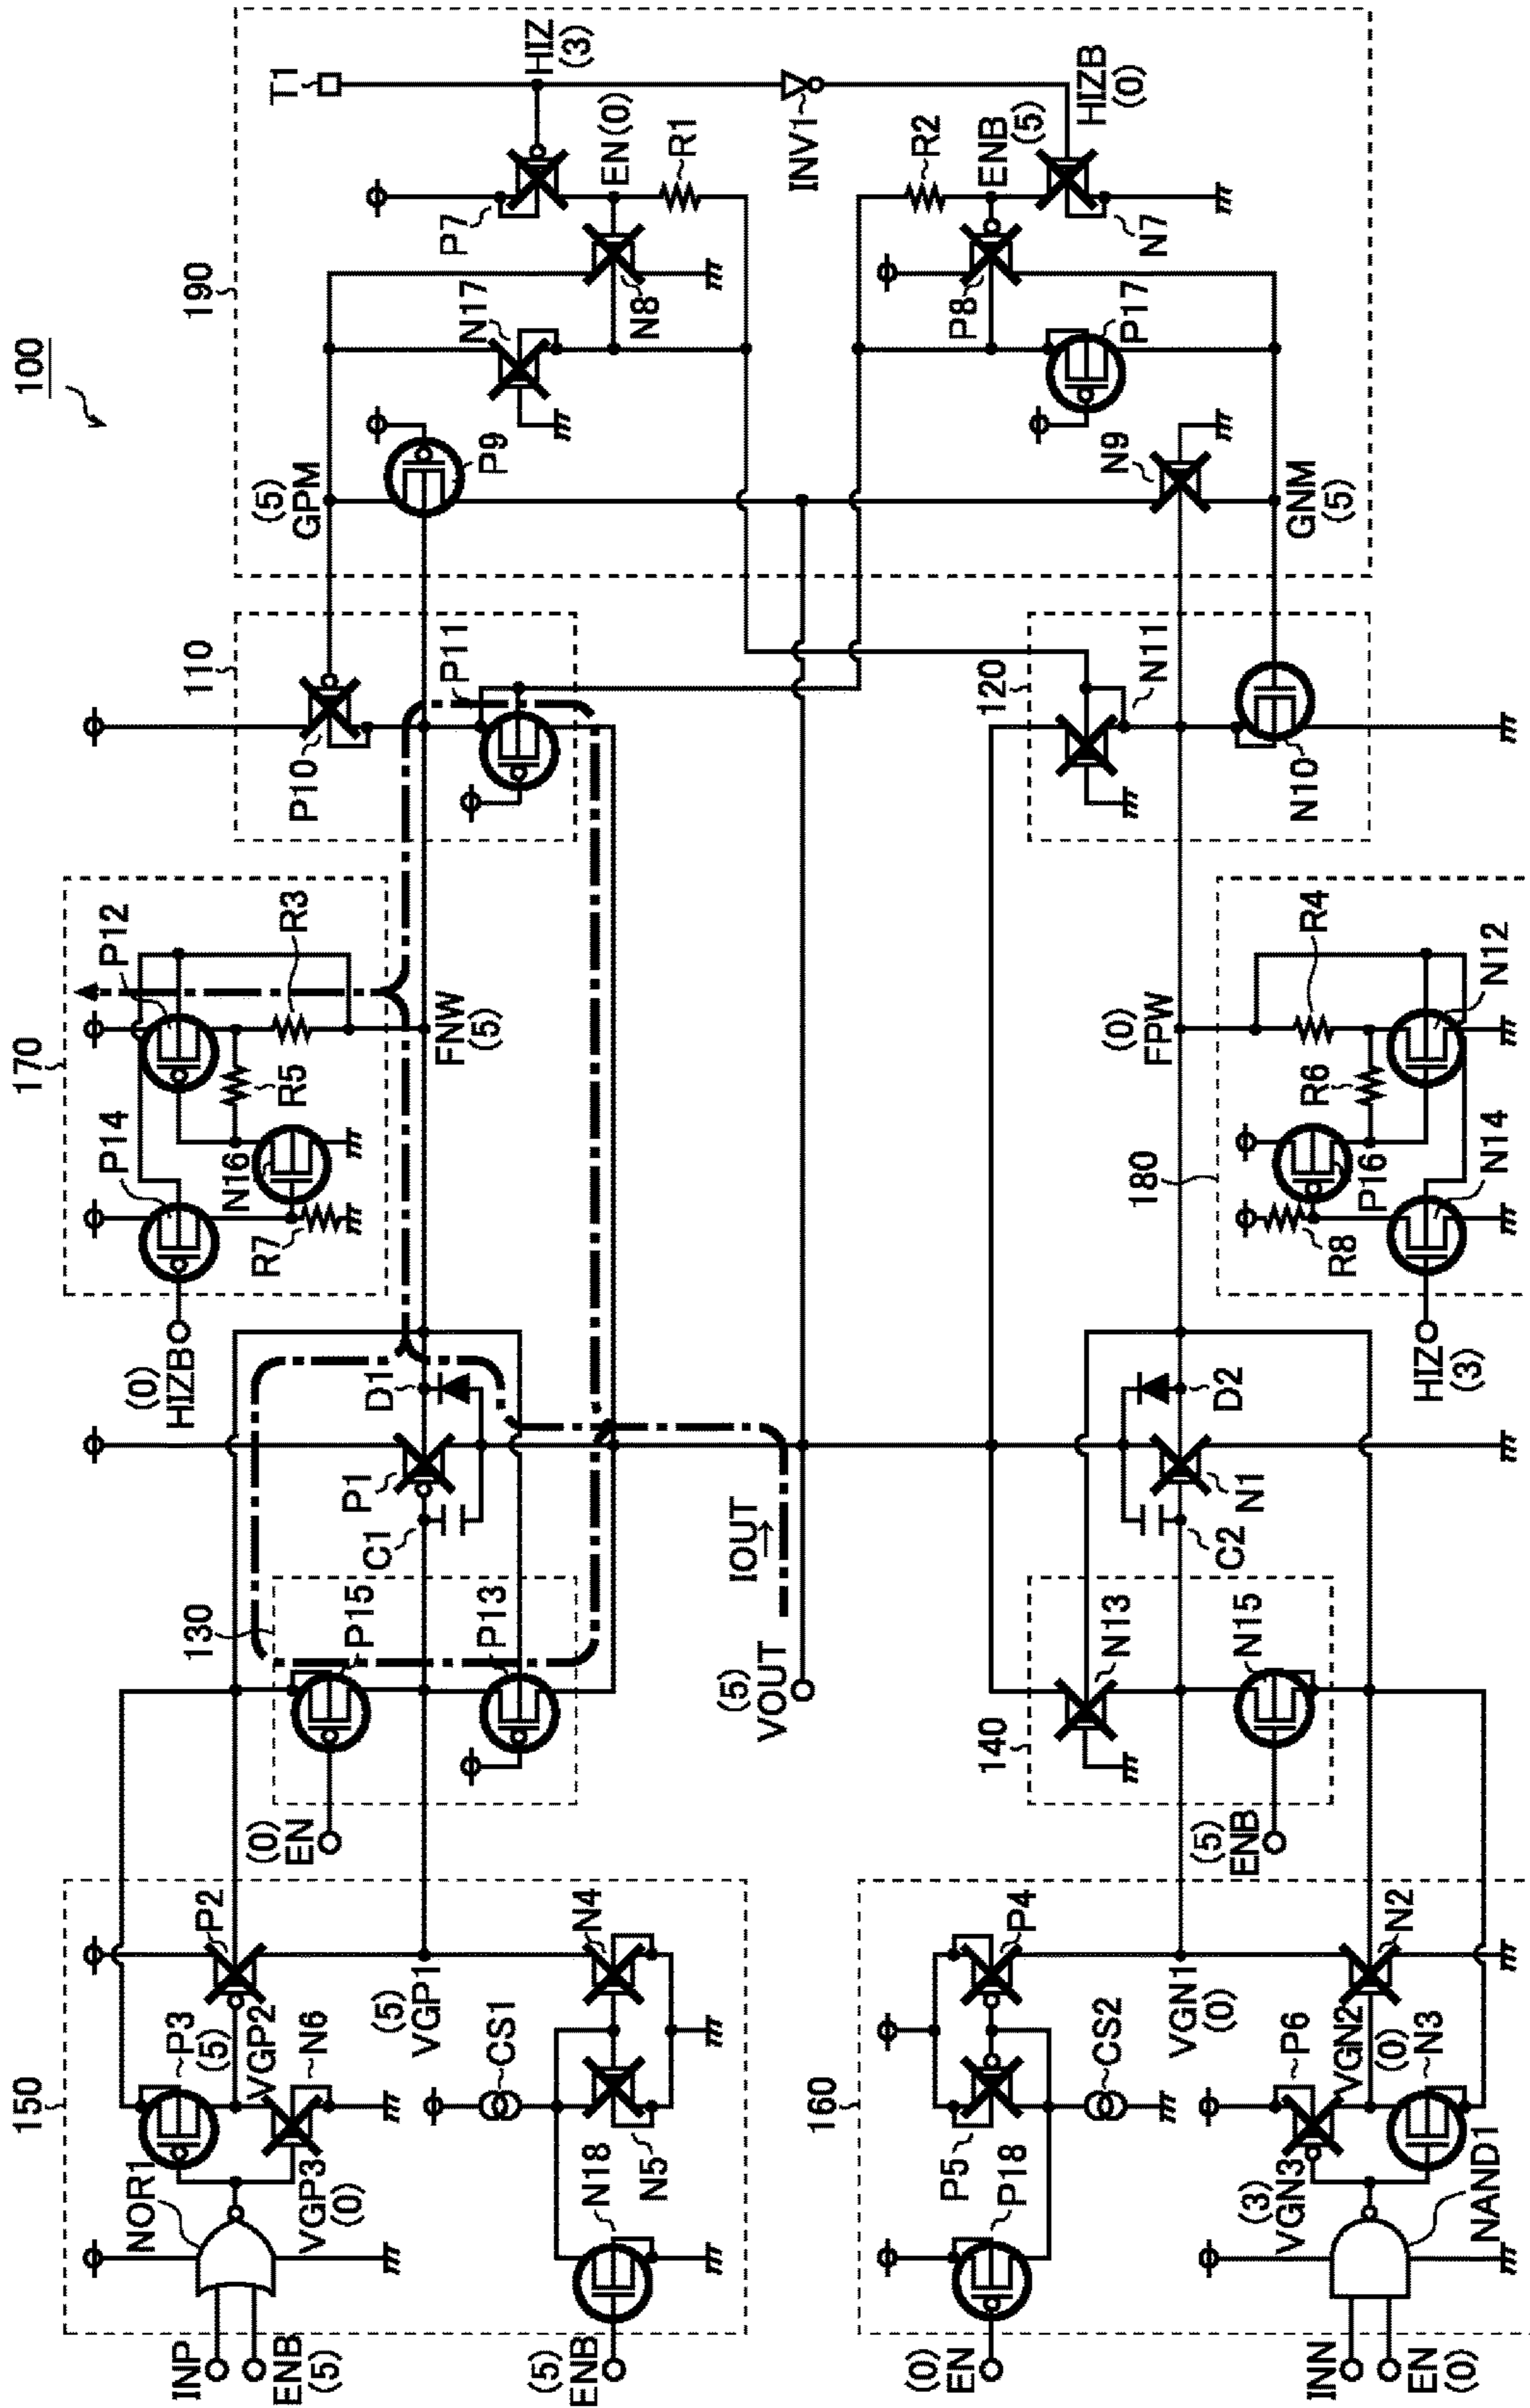 100
190
T1
HIZ
(3)
P7
EN(0)
R1
N17
N8
P9
(5)
GPM
INV1
R2
ENB
(5)
HIZB
(0)
N7
P8
P17
N9
GNM
(5)
110
P10
P11
120
N11
N10
170
P12
R3
P14
R5
N16
R7
FNW
(5)
(0)
HIZB
(0)
FPW
180
R4
R6
N12
P16
N14
R8
HIZ
(3)
D1
P1
C1
D2
N1
C2
IOUT
→
(5)
VOUT
130
P15
P13
(0)
EN
140
N13
N15
(5)
ENB
150
P2
P3
(5)
VGP2
N6
VGP3
(0)
NOR1
(5)
VGP1
N4
CS1
N5
N18
INP
ENB
(5)
(5)
ENB
160
P4
P5
P18
CS2
VGN1
(0)
N2
P6
VGN2
(0)
N3
(3)
VGN3
NAND1
(0)
EN
INN
EN
(0)